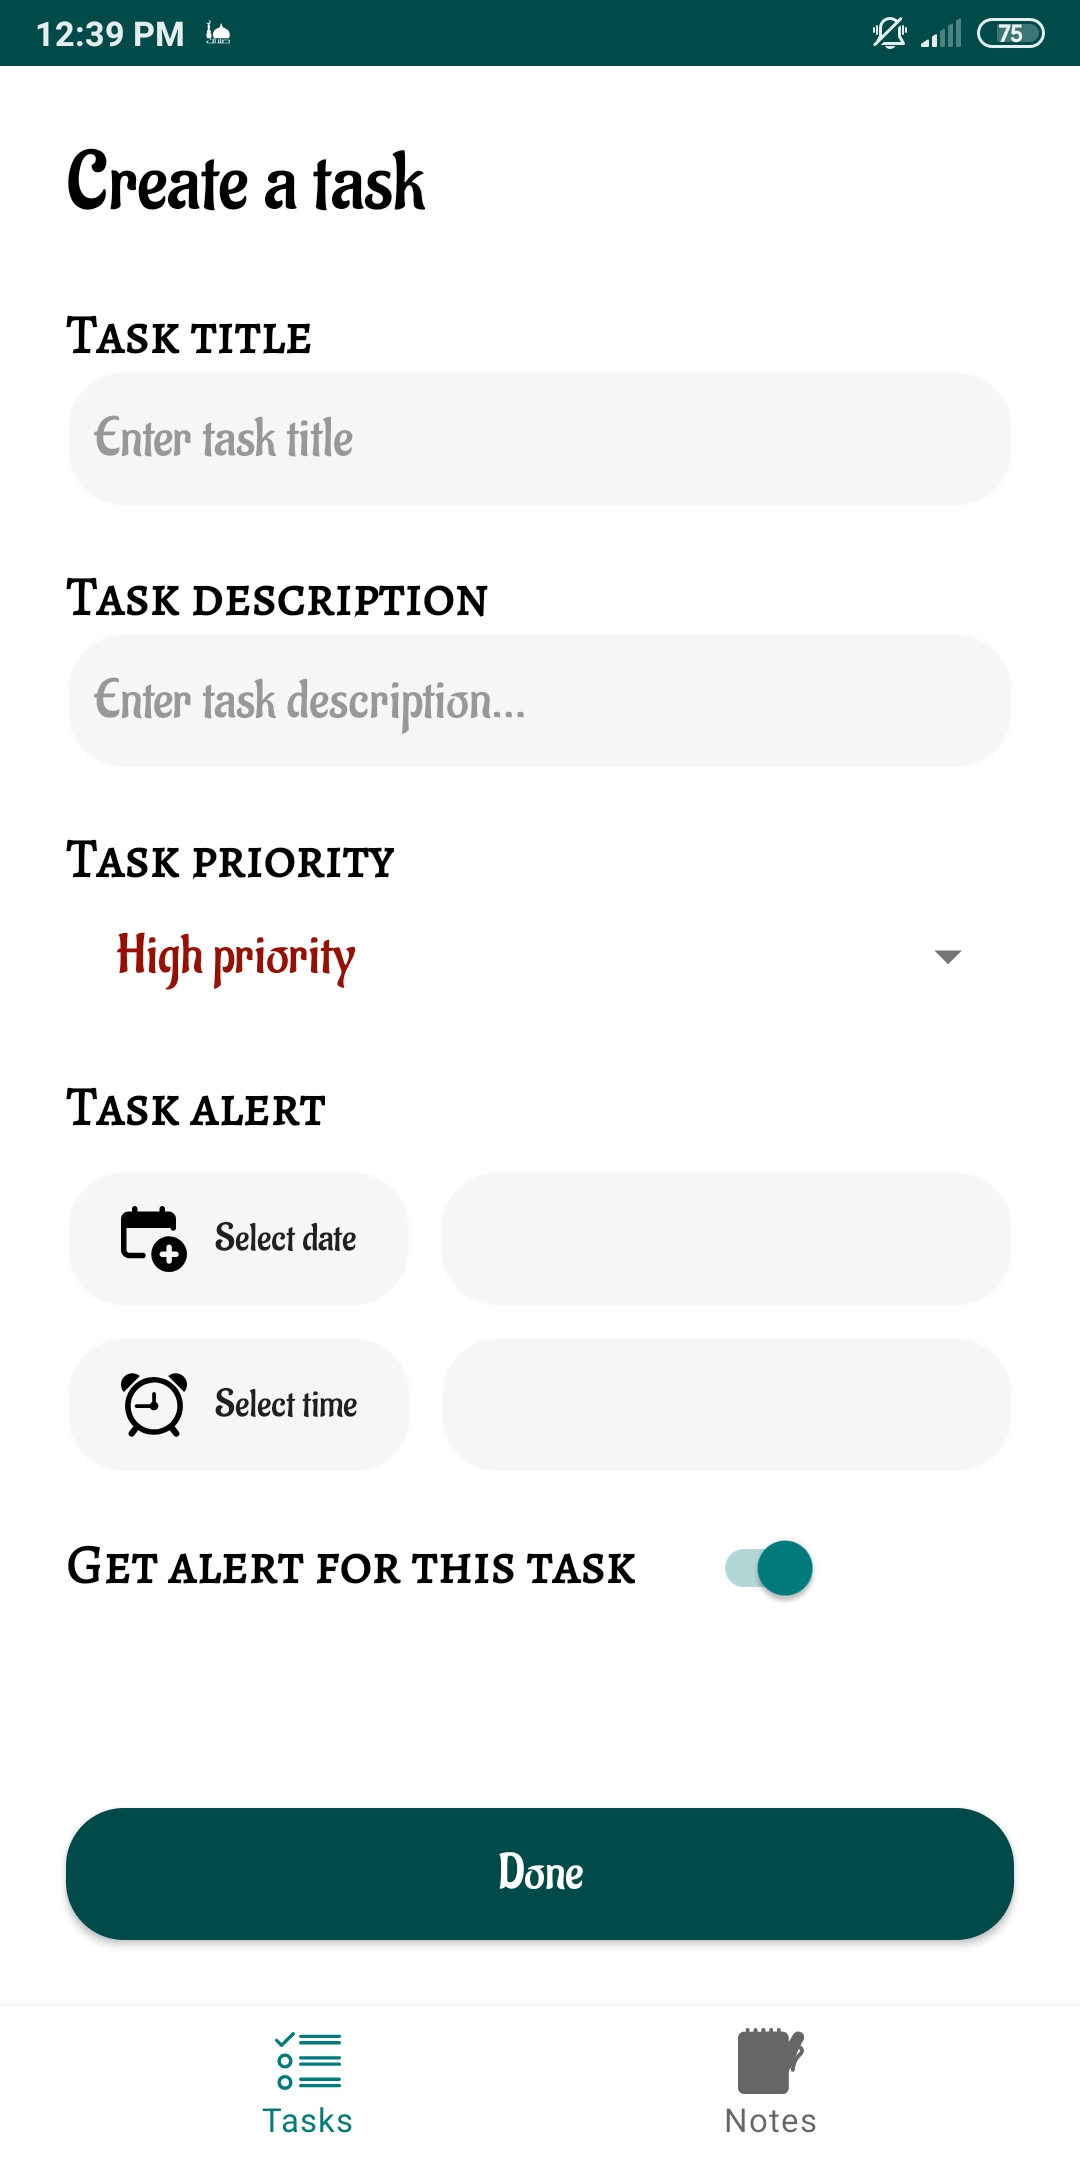 12:39 PM
75
Create a task
Task title
Enter task title
Task description
Enter task description...
Task priority
High priority
Task alert
Select date
Select time
Get alert for this task
Done
Tasks
Notes